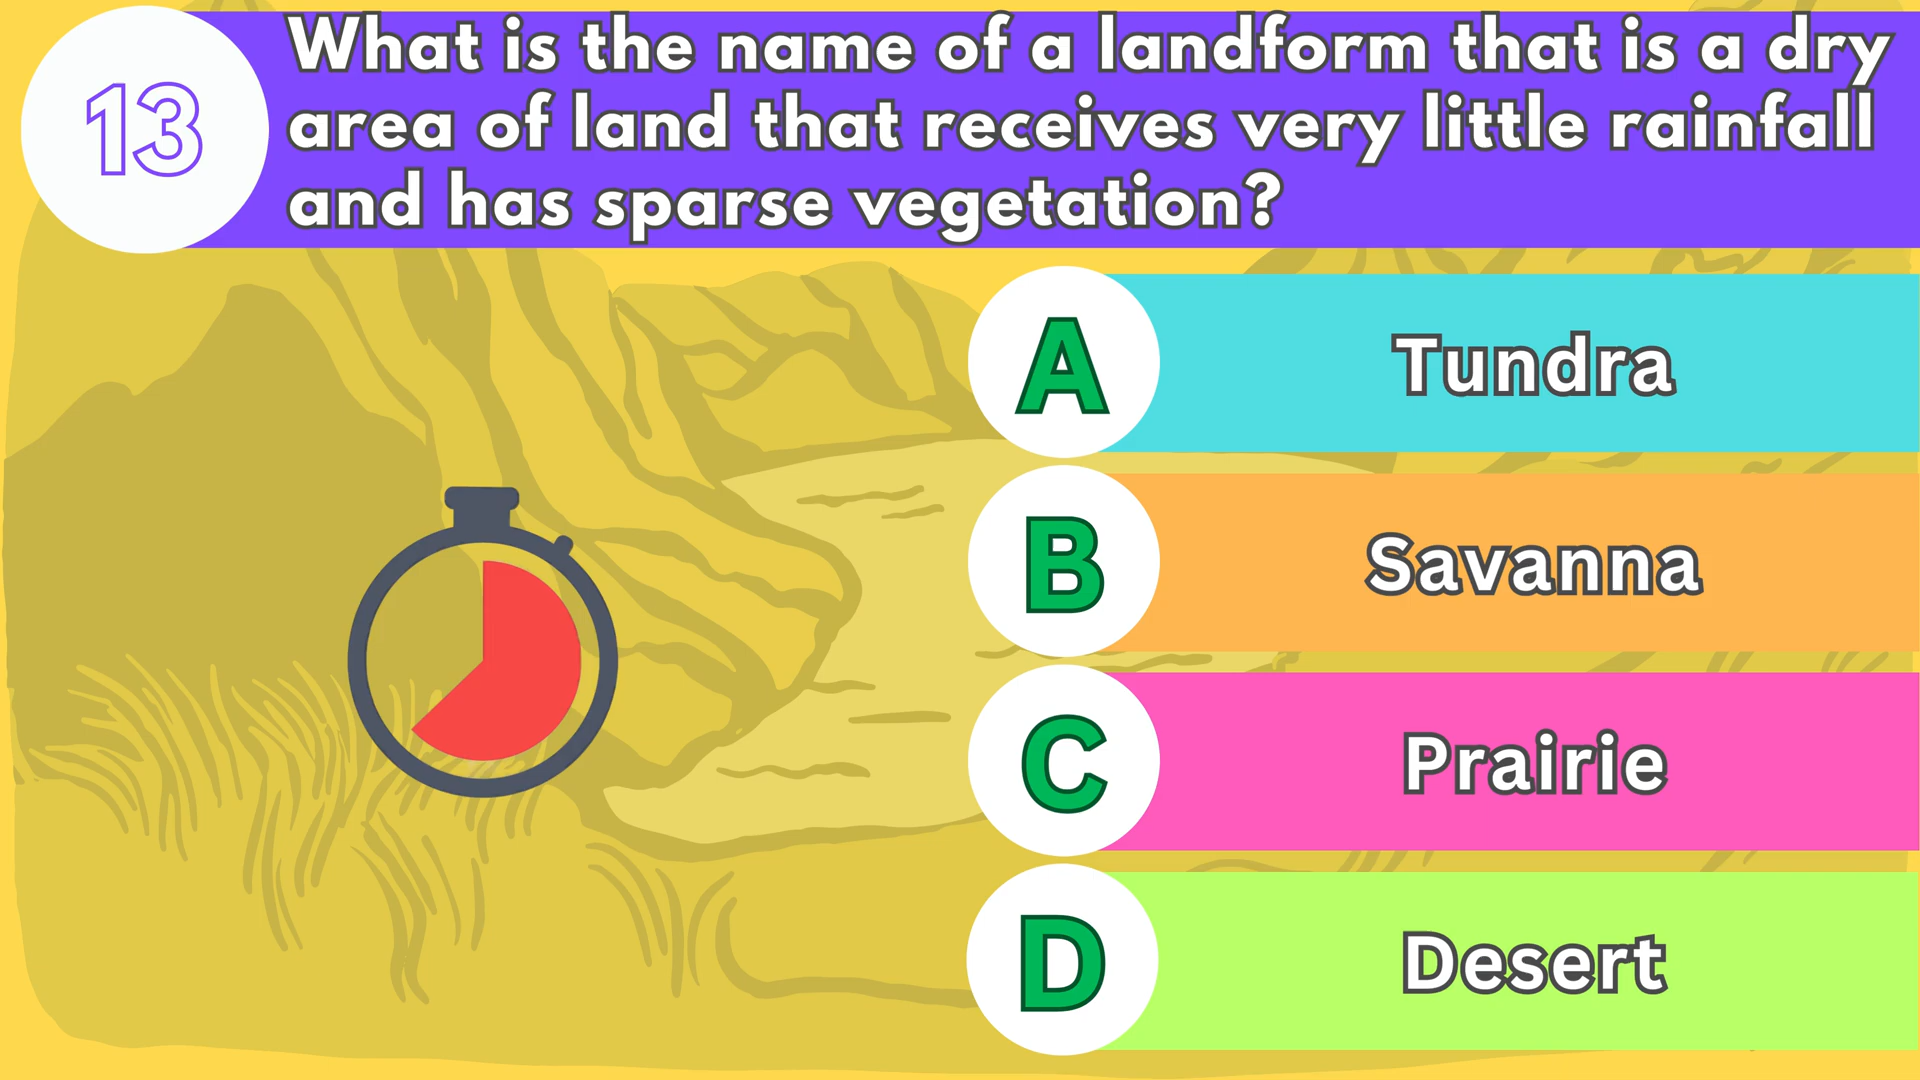 13
What is the name of a landform that is a dry
area of land that receives very little rainfall
and has sparse vegetation?
A
Tundra
B
Savanna
C
Prairie
D
Desert